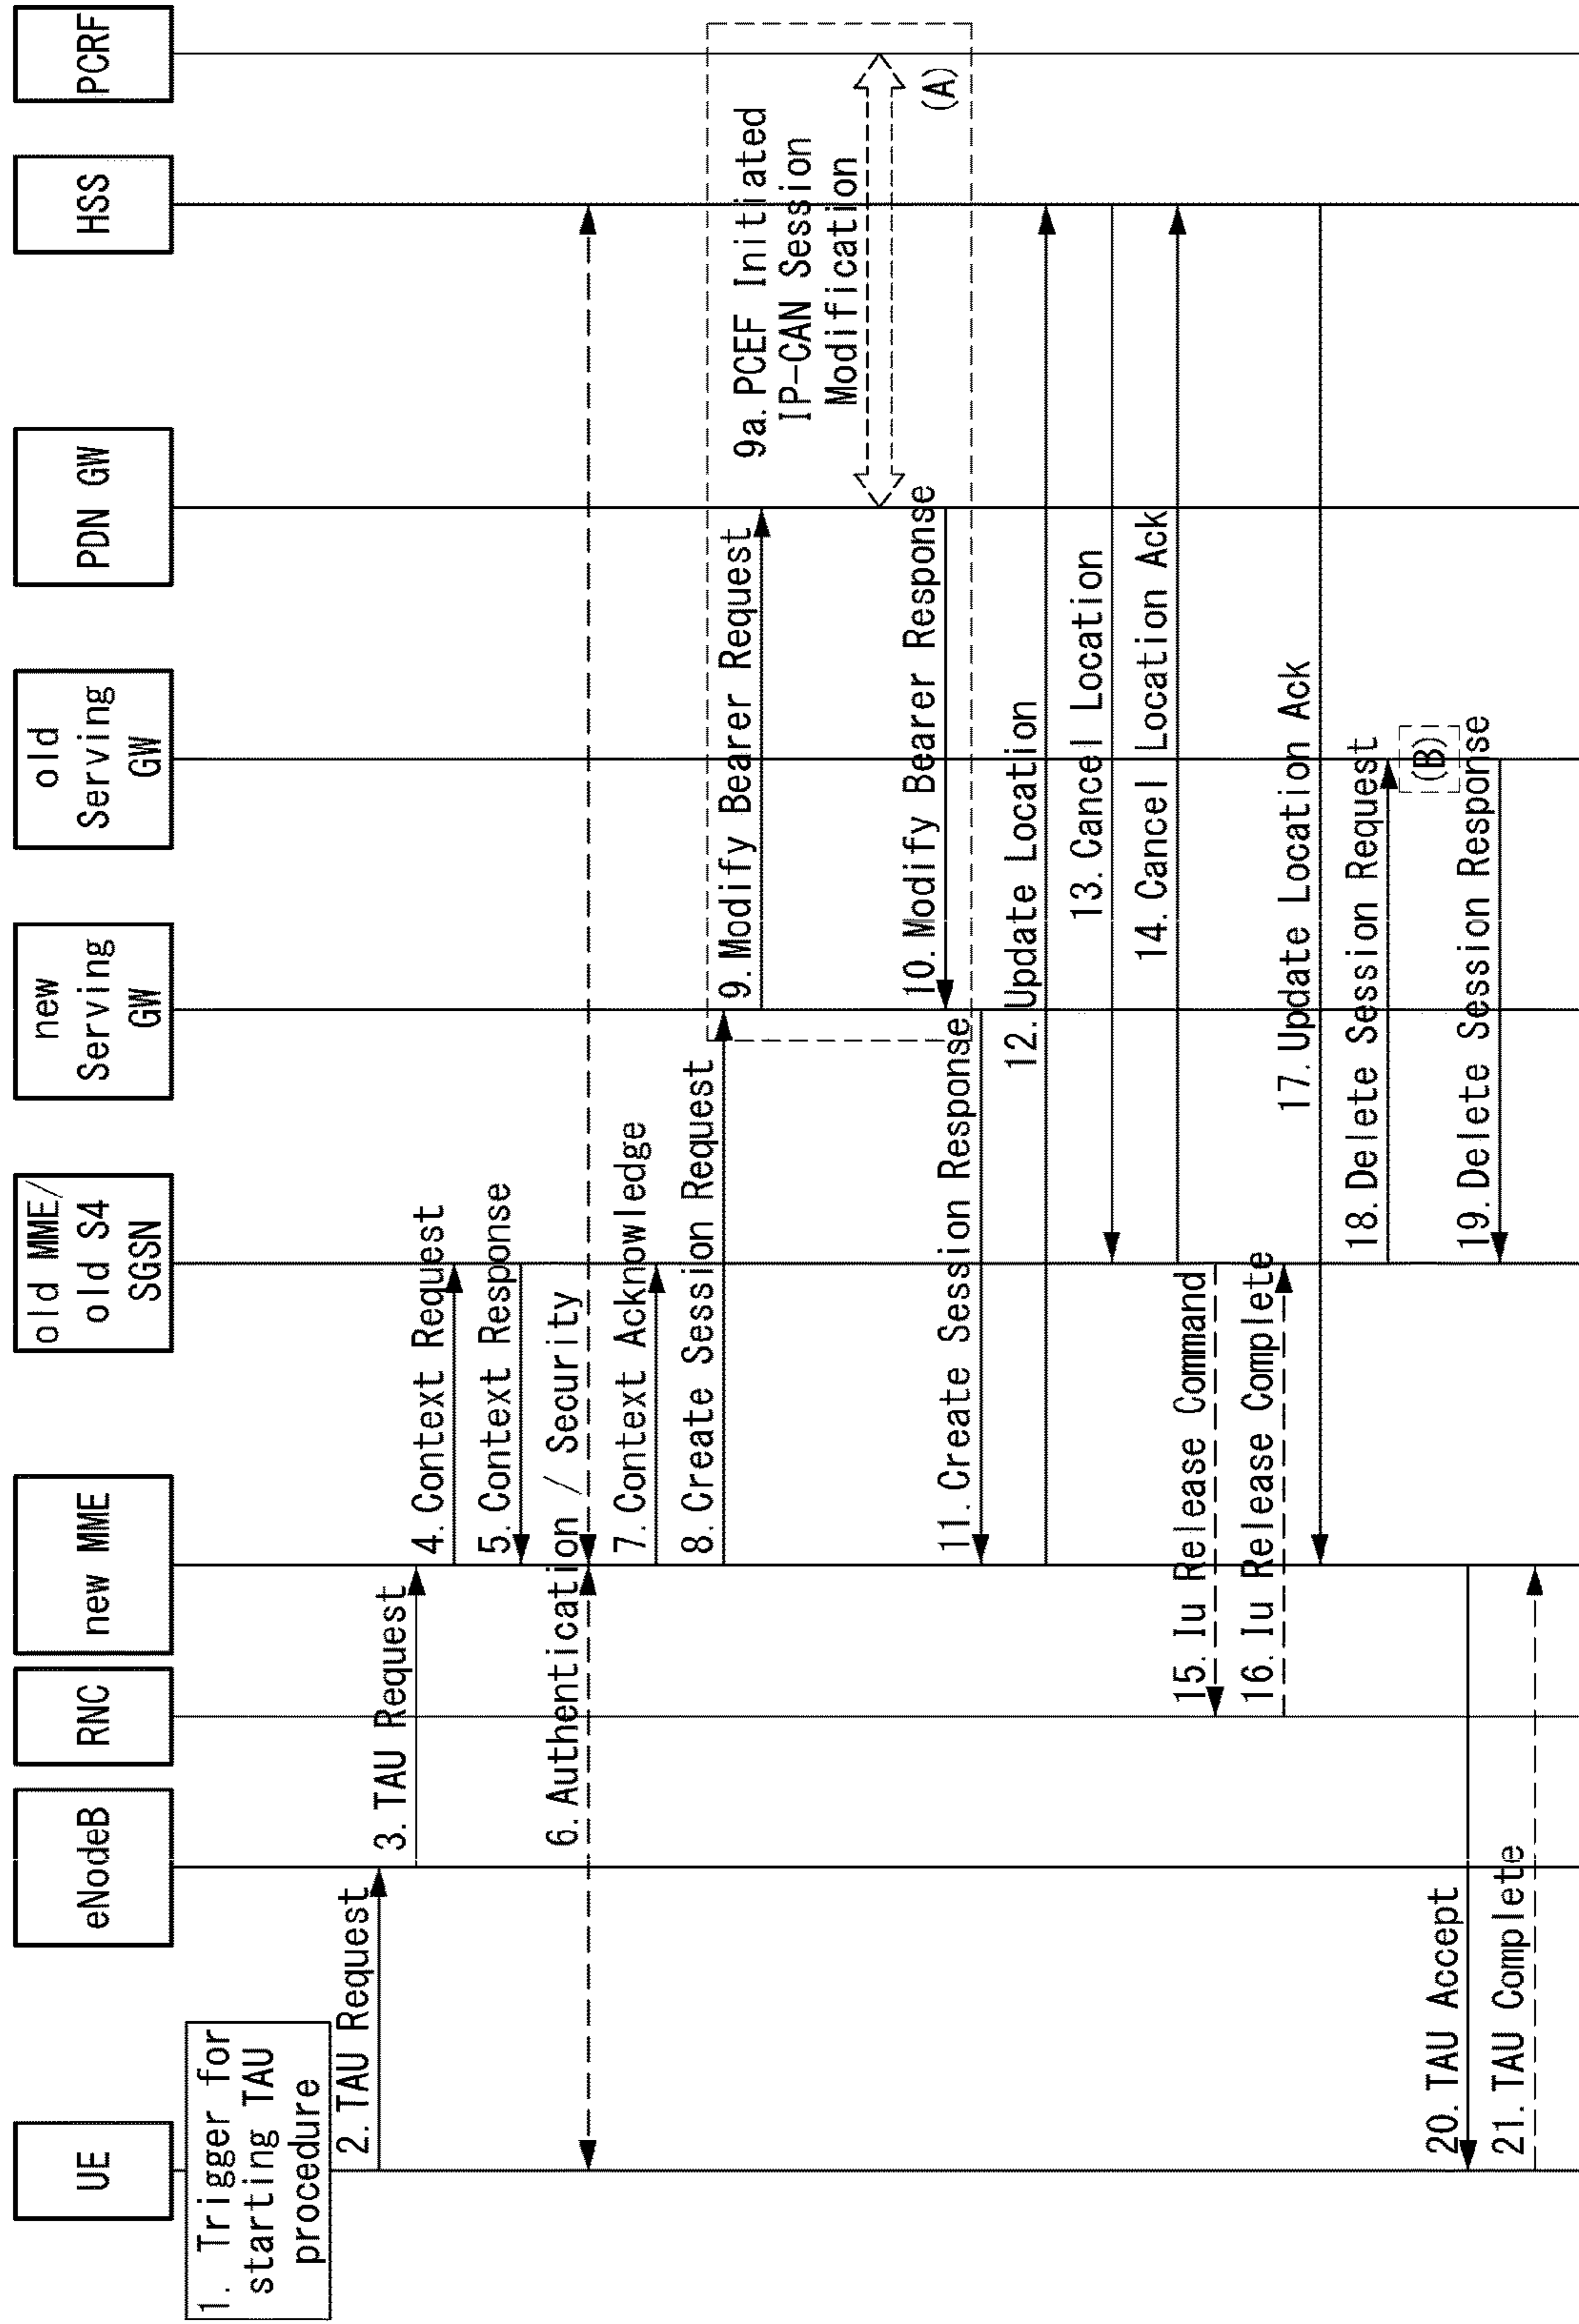 UE
eNodeB
RNC
new MME
old MME/
old S4
SGSN
new
Serving
GW
old
Serving
GW
PDN GW
HSS
PCRF
1. Trigger for
starting TAU
procedure
2. TAU Request
3. TAU Request
4. Context Request
5. Context Response
6. Authentication / Security
7. Context Acknowledge
8. Create Session Request
9. Modify Bearer Request
9a. PCEF Initiated
IP-CAN Session
Modification
(A)
10. Modify Bearer Response
11. Create Session Response
12. Update Location
13. Cancel Location
14. Cancel Location Ack
15. Iu Release Command
16. Iu Release Complete
17. Update Location Ack
18. Delete Session Request
(B)
19. Delete Session Response
20. TAU Accept
21. TAU Complete